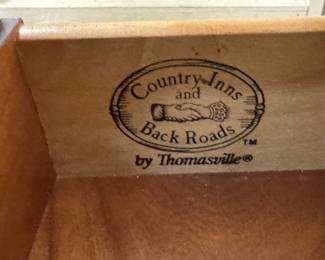 Country Inns
and
Back Roads
TM
by Thomasville®